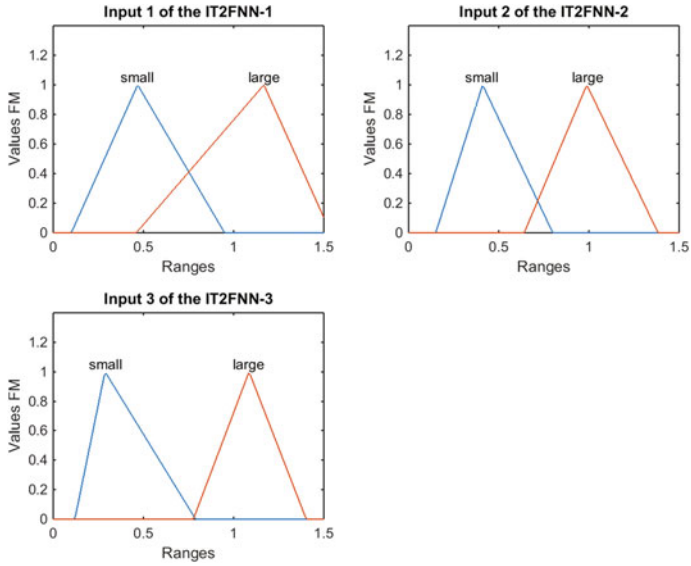 Input 1 of the IT2FNN-1
Values FM
1.2
1
0.8
0.6
0.4
0.2
0
small
large
0 0.5 1 1.5
Ranges
Input 2 of the IT2FNN-2
Values FM
1.2
1
0.8
0.6
0.4
0.2
0
small
large
0 0.5 1 1.5
Ranges
Input 3 of the IT2FNN-3
Values FM
1.2
1
0.8
0.6
0.4
0.2
0
small
large
0 0.5 1 1.5
Ranges